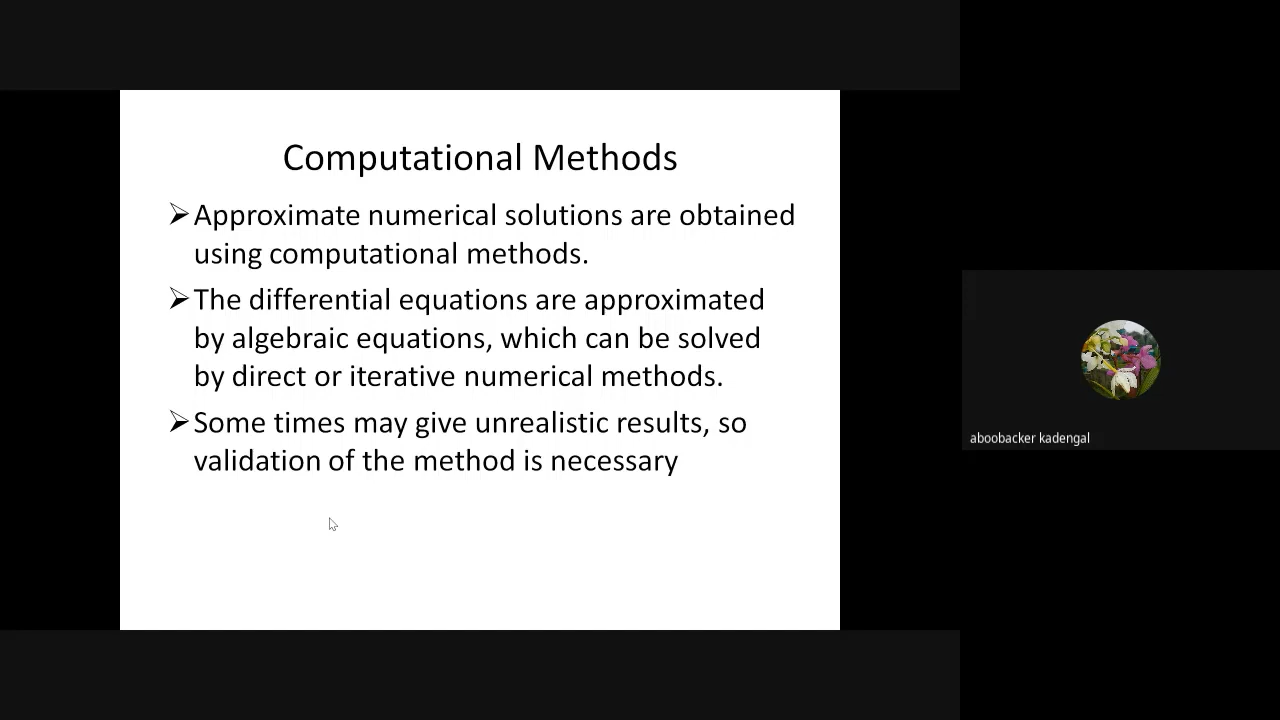 Computational Methods
➢Approximate numerical solutions are obtained
using computational methods.
➢The differential equations are approximated
by algebraic equations, which can be solved
by direct or iterative numerical methods.
➢Some times may give unrealistic results, so
validation of the method is necessary
aboobacker kadengal